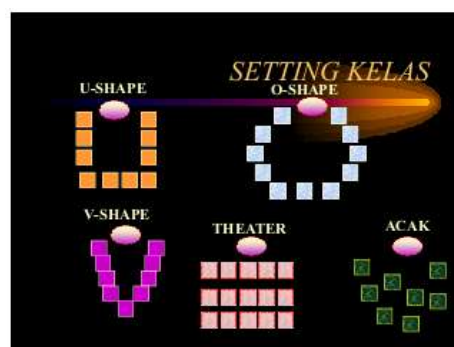 SETTING KELAS
U-SHAPE
O-SHAPE
V-SHAPE
THEATER
ACAK